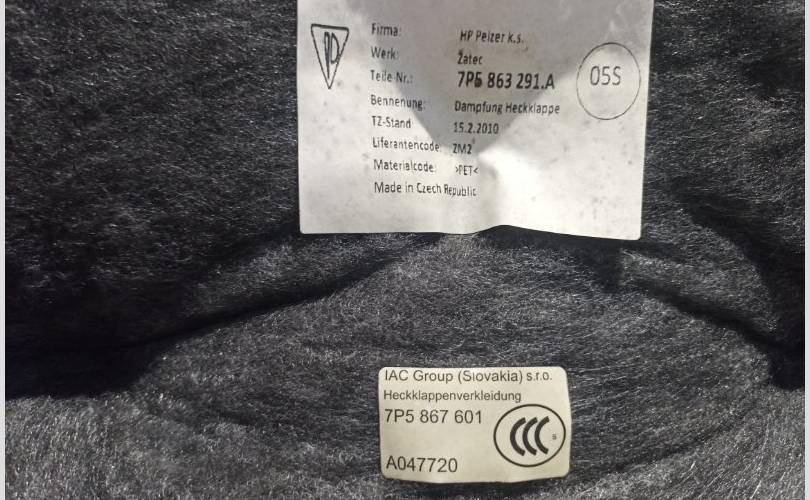 Firma: HP Pelzer k.s.
Werk: Žatec
Teile Nr.: 7P5 863 291.A
05S
Bennenung: Dampfung Heckklappe
TZ-Stand 15.2.2010
Liferantencode: ZM2
Materialcode: >PET<
Made in Czech Republic
IAC Group (Slovakia) s.r.o.
Heckklappenverkleidung
7P5 867 601
CCC s
A047720